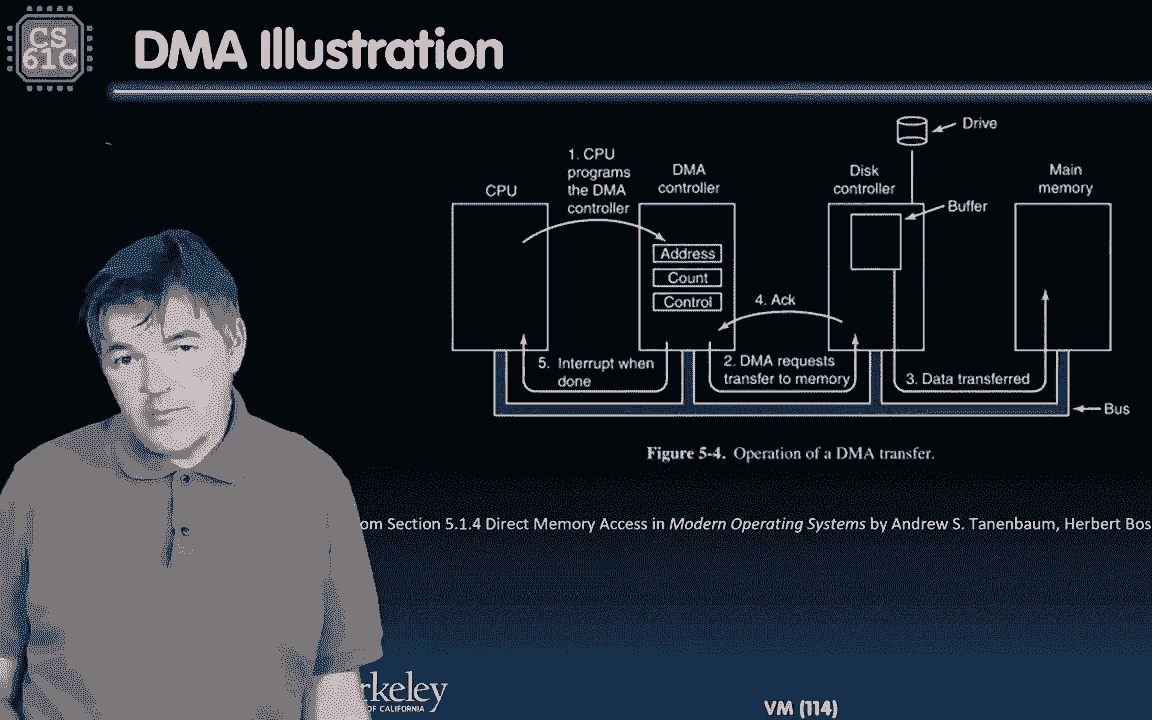 CS
61C
DMA Illustration
Drive
1. CPU
programs
the DMA
controller
CPU
DMA
controller
Disk
controller
Main
memory
Buffer
Address
Count
Control
4. Ack
5. Interrupt when
done
2. DMA requests
transfer to memory
3. Data transferred
Bus
Figure 5-4. Operation of a DMA transfer.
om Section 5.1.4 Direct Memory Access in Modern Operating Systems by Andrew S. Tanenbaum, Herbert Bos
rkeley
OF CALIFORNIA
VM (114)